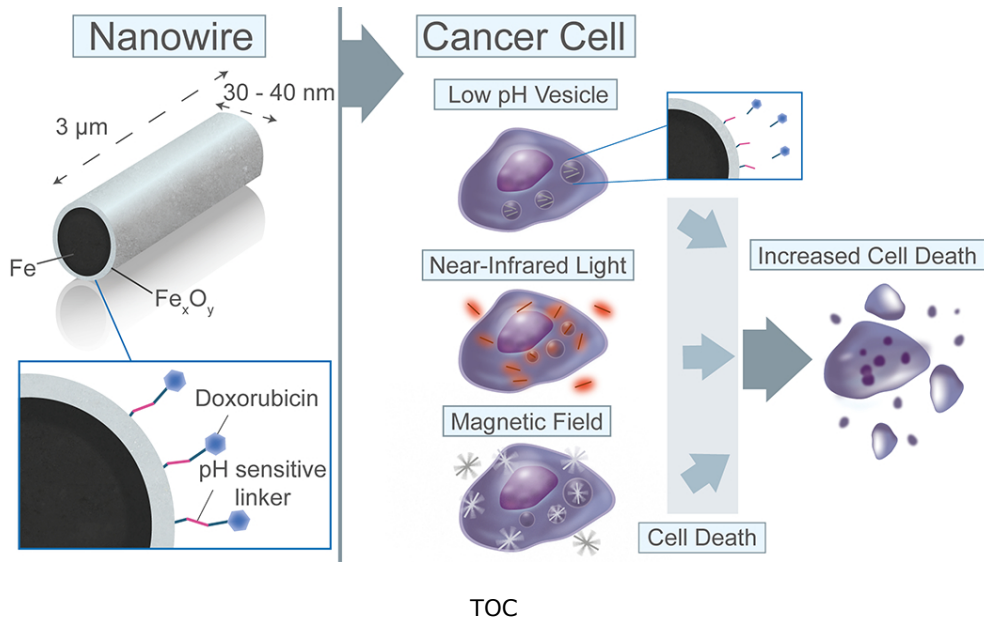 Nanowire
30 - 40 nm
3 µm
Fe
FexOy
Doxorubicin
pH sensitive
linker
Cancer Cell
Low pH Vesicle
Near-Infrared Light
Magnetic Field
Cell Death
Increased Cell Death
TOC